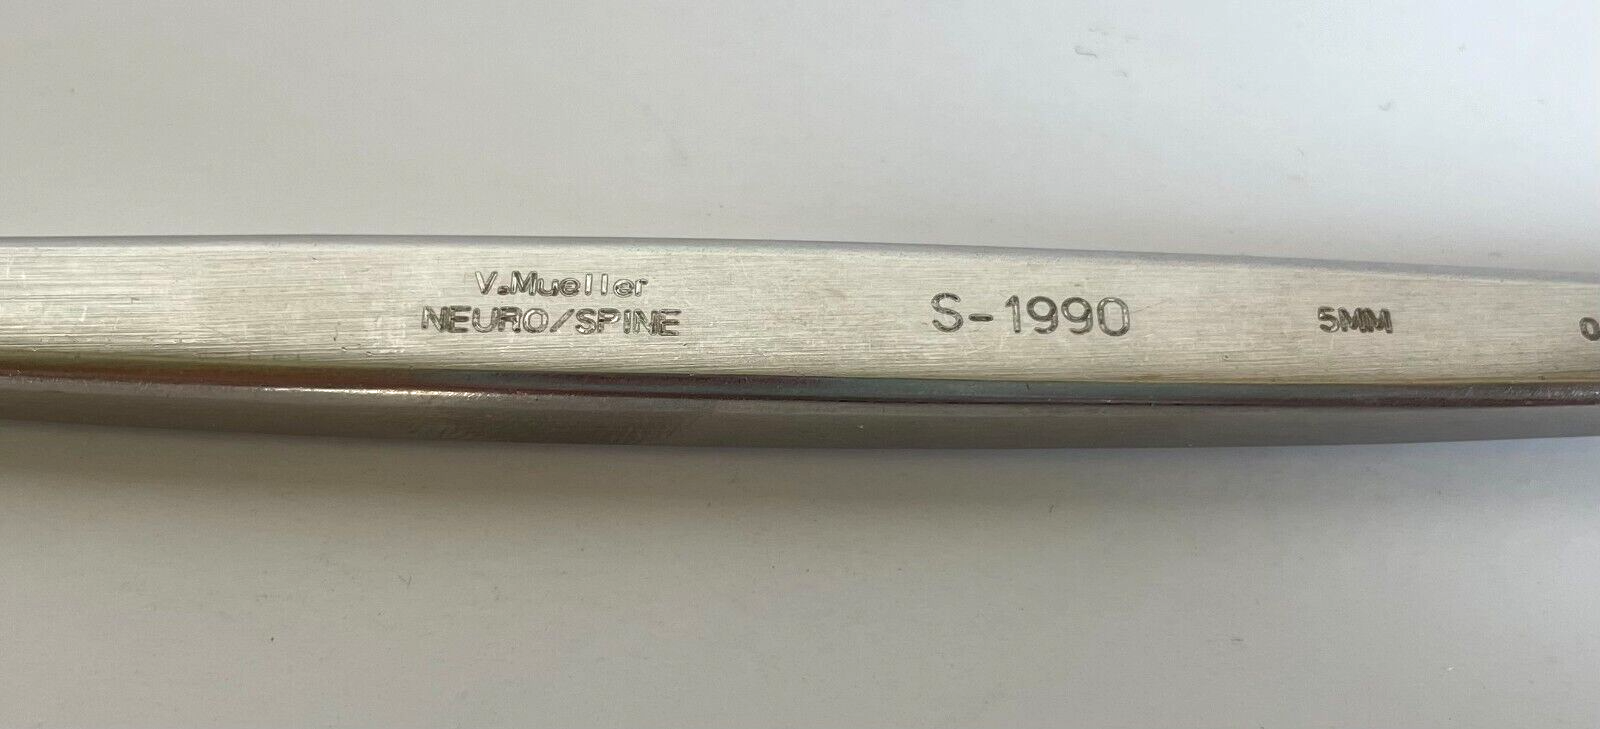 V.Mueller
NEURO/SPINE
S-1990
5MM